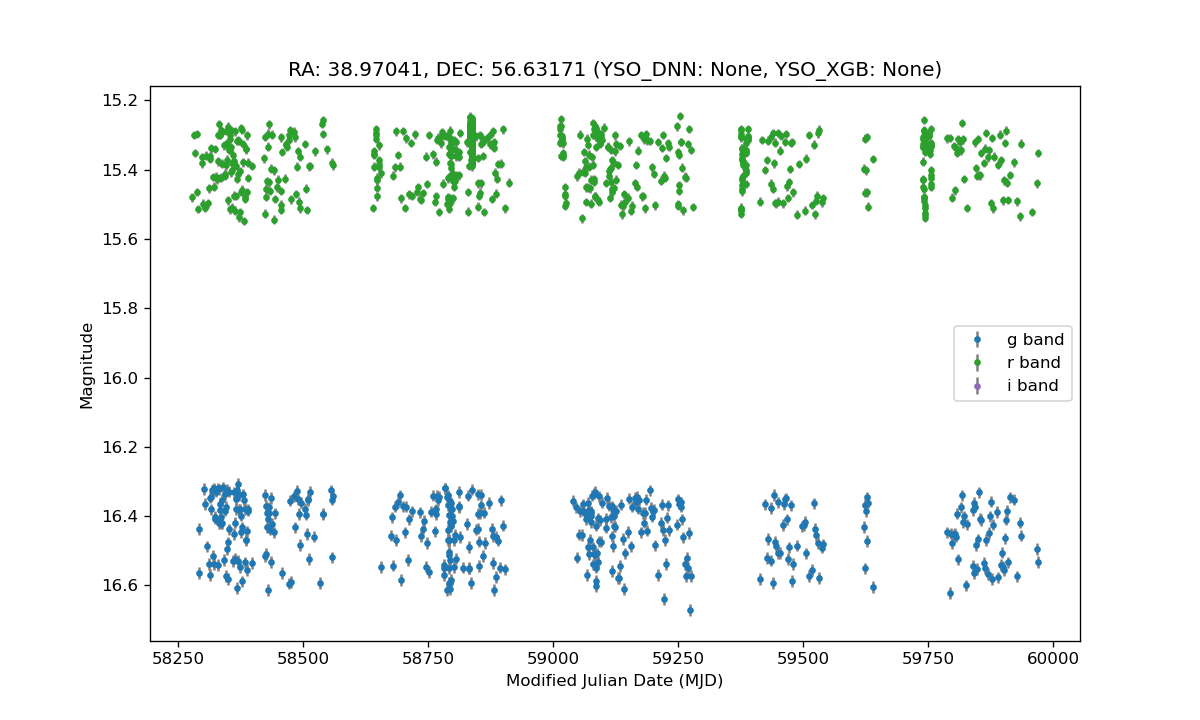 RA: 38.97041, DEC: 56.63171 (YSO_DNN: None, YSO_XGB: None)
15.2
15.4
15.6
15.8
16.0
16.2
16.4
16.6
Magnitude
g band
r band
i band
58250 58500 58750 59000 59250 59500 59750 60000
Modified Julian Date (MJD)